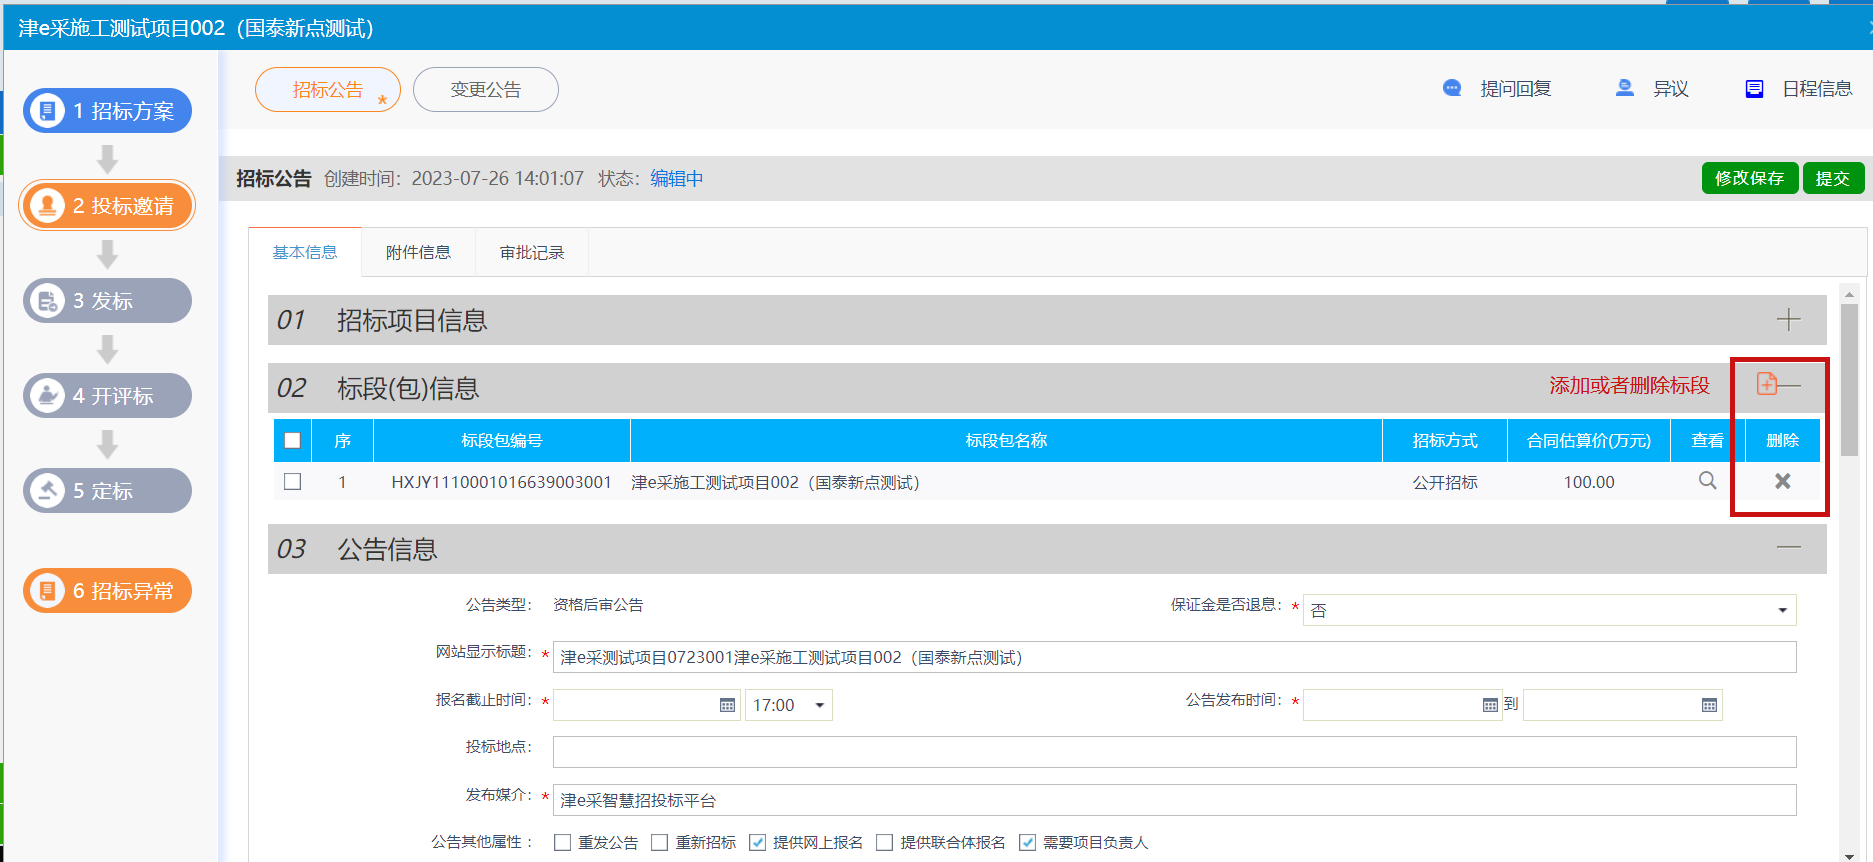 津e采施工测试项目002（国泰新点测试）
1 招标方案
2 投标邀请
3 发标
4 开评标
5 定标
6 招标异常
招标公告 *
变更公告
提问回复
异议
日程信息
招标公告 创建时间：2023-07-26 14:01:07 状态：编辑中
修改保存
提交
基本信息
附件信息
审批记录
01 招标项目信息
02 标段(包)信息
添加或者删除标段
序 标段包编号 标段包名称 招标方式 合同估算价(万元) 查看 删除
1 HXJY1110001016639003001 津e采施工测试项目002（国泰新点测试） 公开招标 100.00
03 公告信息
公告类型： 资格后审公告
保证金是否退息：* 否
网站显示标题：* 津e采测试项目0723001津e采施工测试项目002（国泰新点测试）
报名截止时间：* 17:00
公告发布时间：* 到
投标地点：
发布媒介：* 津e采智慧招投标平台
公告其他属性： 重发公告 重新招标 提供网上报名 提供联合体报名 需要项目负责人